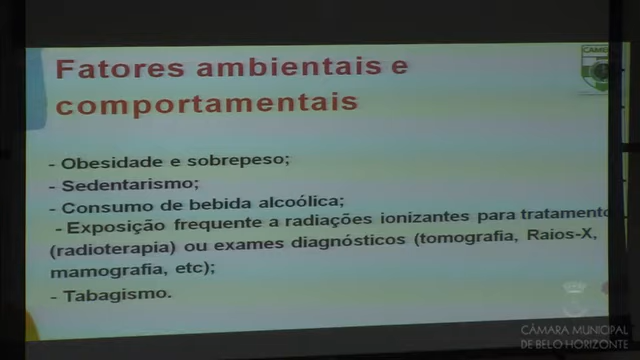 Fatores ambientais e
comportamentais
- Obesidade e sobrepeso;
- Sedentarismo;
- Consumo de bebida alcoólica;
- Exposição frequente a radiações ionizantes para tratamento
(radioterapia) ou exames diagnósticos (tomografia, Raios-X,
mamografia, etc);
- Tabagismo.
CÂMARA MUNICIPAL
DE BELO HORIZONTE